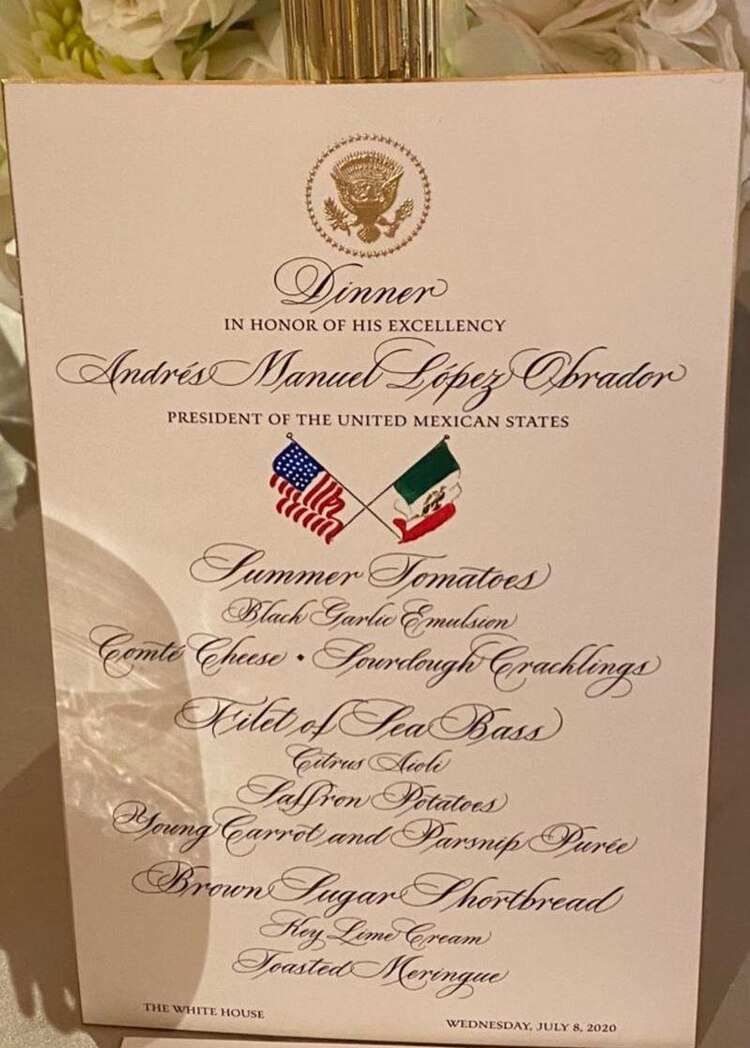 Dinner
IN HONOR OF HIS EXCELLENCY
Andrés Manuel López Obrador
PRESIDENT OF THE UNITED MEXICAN STATES
Summer Tomatoes
Black Garlic Emulsion
Comté Cheese • Sourdough Cracklings
Filet of Sea Bass
Citrus Aioli
Saffron Potatoes
Young Carrot and Parsnip Purée
Brown Sugar Shortbread
Key Lime Cream
Toasted Meringue
THE WHITE HOUSE
WEDNESDAY, JULY 8, 2020